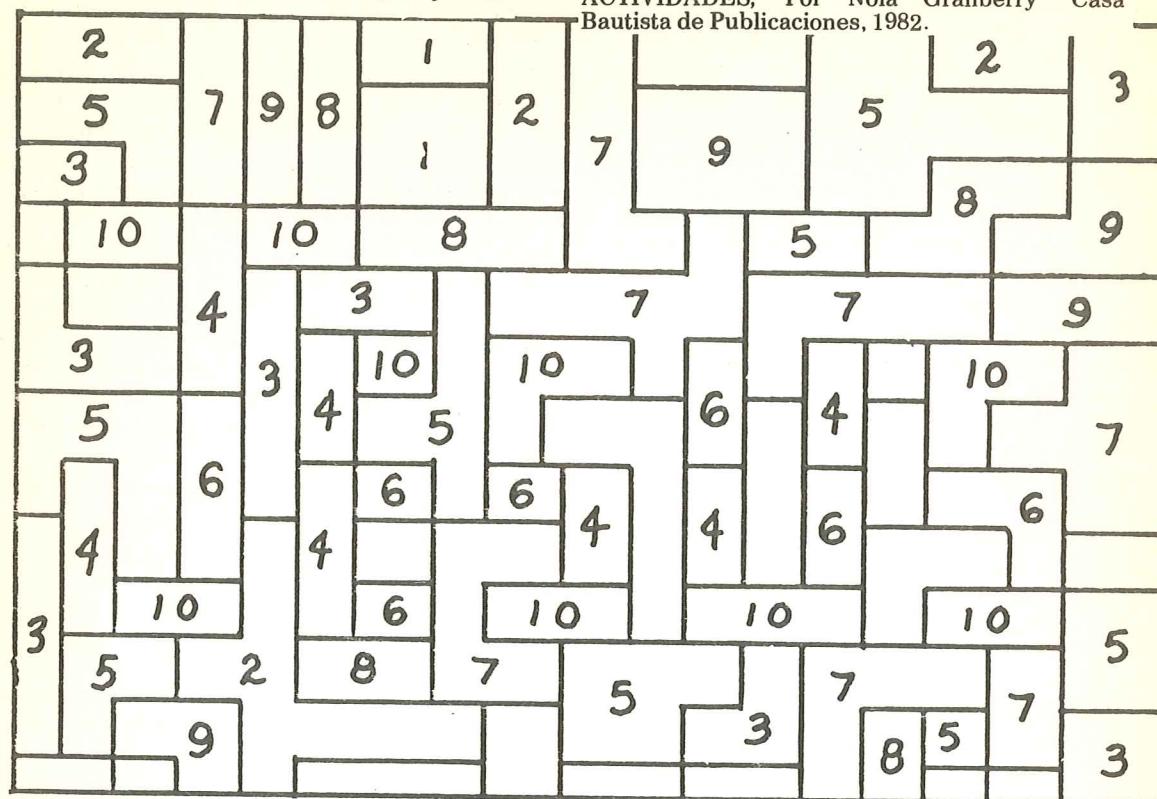 ACTIVIDADES, Por Nola Granberry Casa
Bautista de Publicaciones, 1982.
2 1 2
5 7 9 8 2 5 3
3 1 7 9
10 10 8 5 8 9
4 3 7 7 9
3 3 10 10 10
5 4 5 6 4 7
6 6 6 6
4 4 4 4 6
10 6 10 10 10
3 5 2 8 7 5 7 7 5
9 3 8 5 3